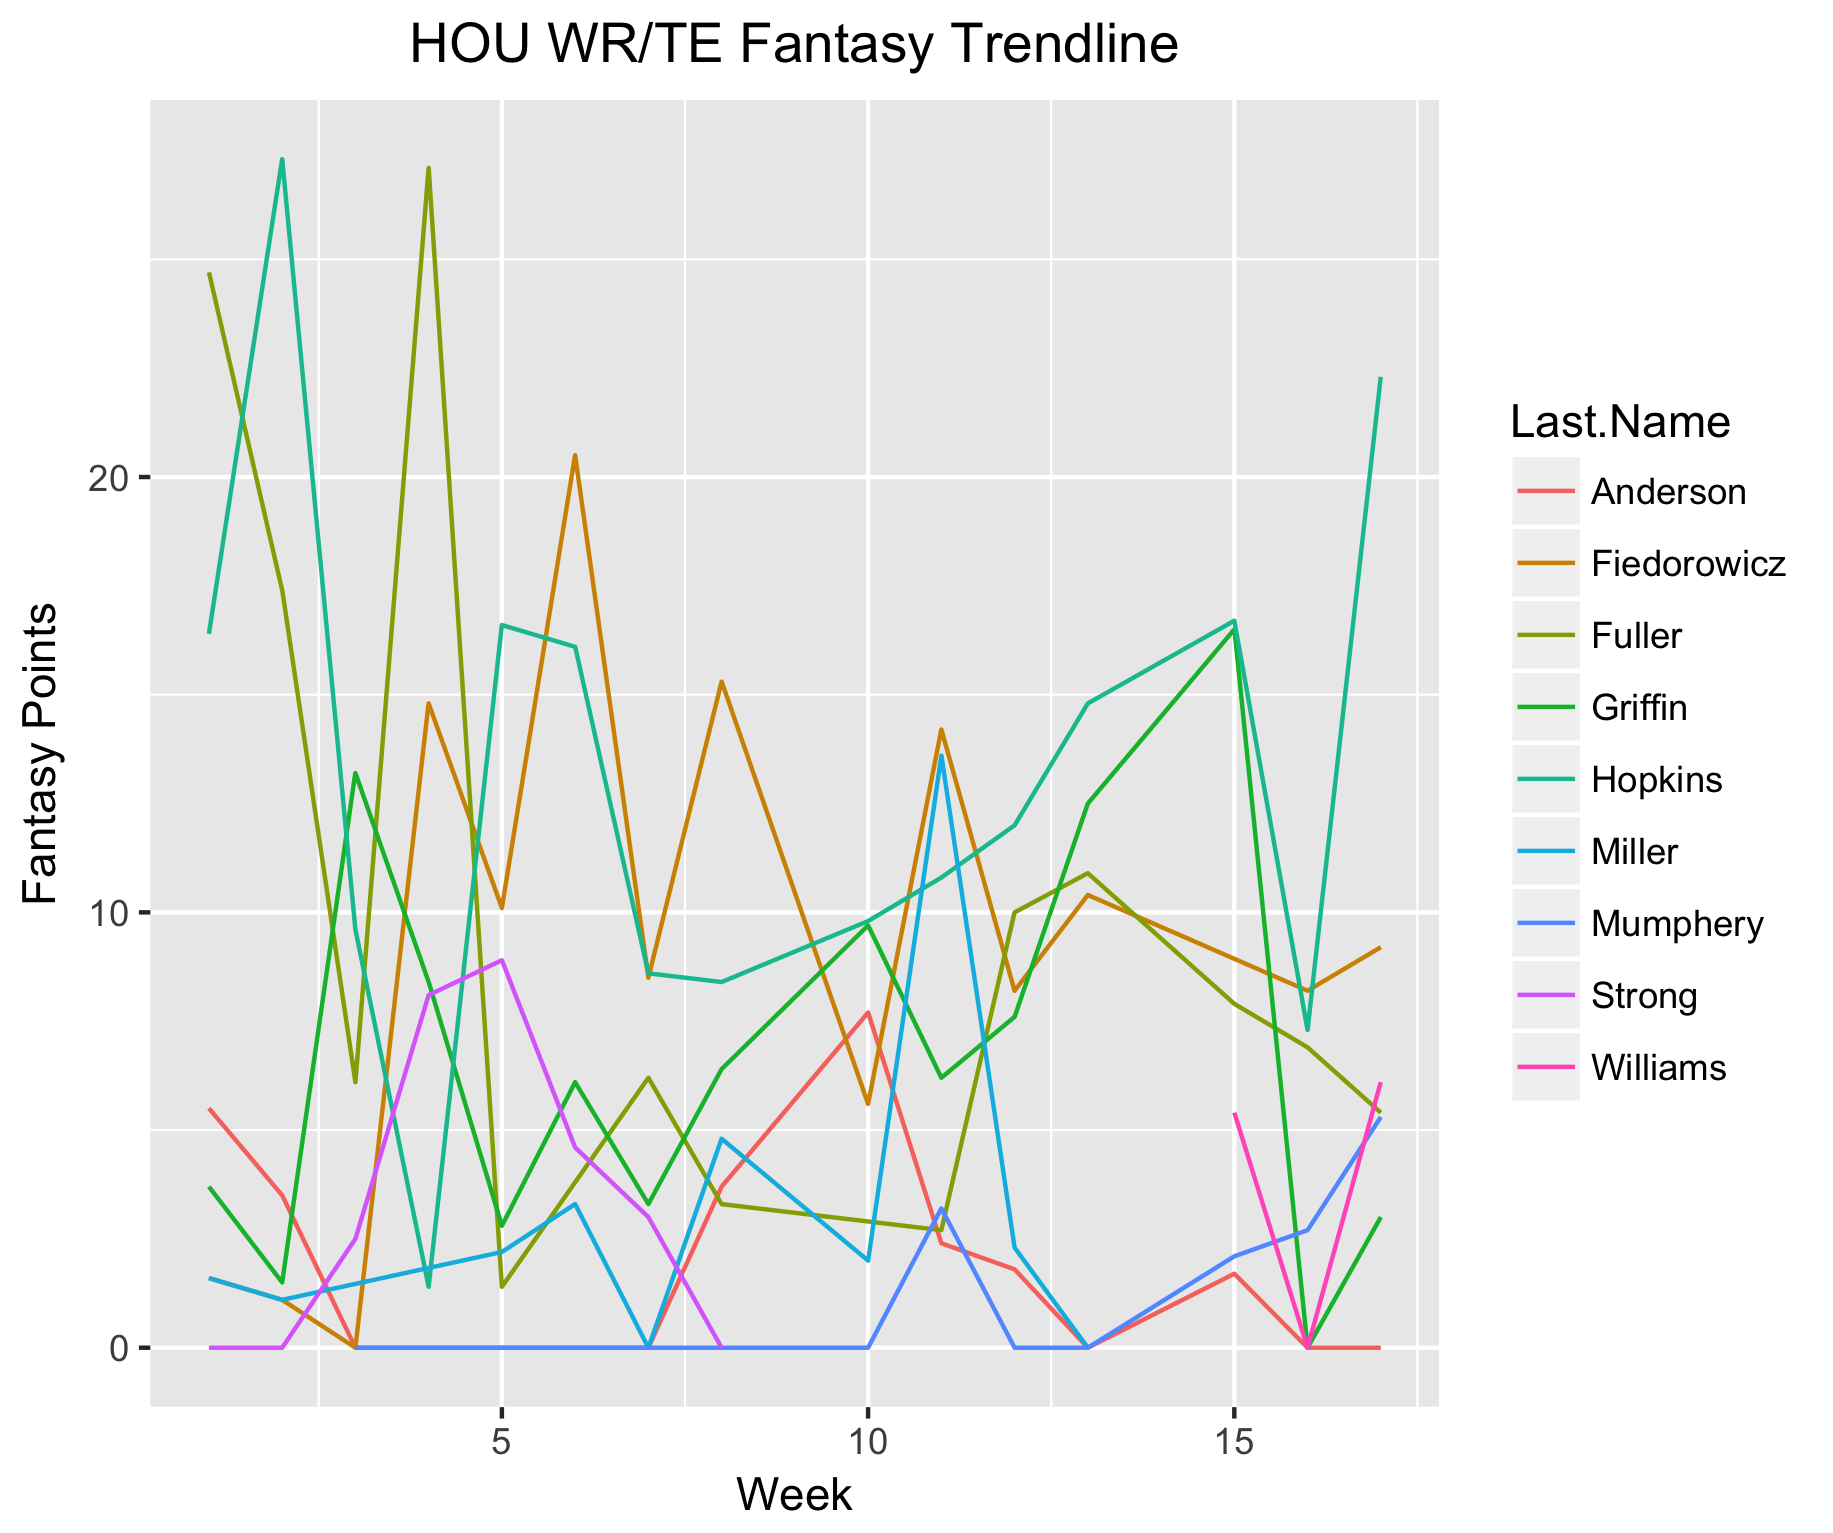 HOU WR/TE Fantasy Trendline
Fantasy Points
20
10
0
5
10
15
Week
Last.Name
Anderson
Fiedorowicz
Fuller
Griffin
Hopkins
Miller
Mumphery
Strong
Williams